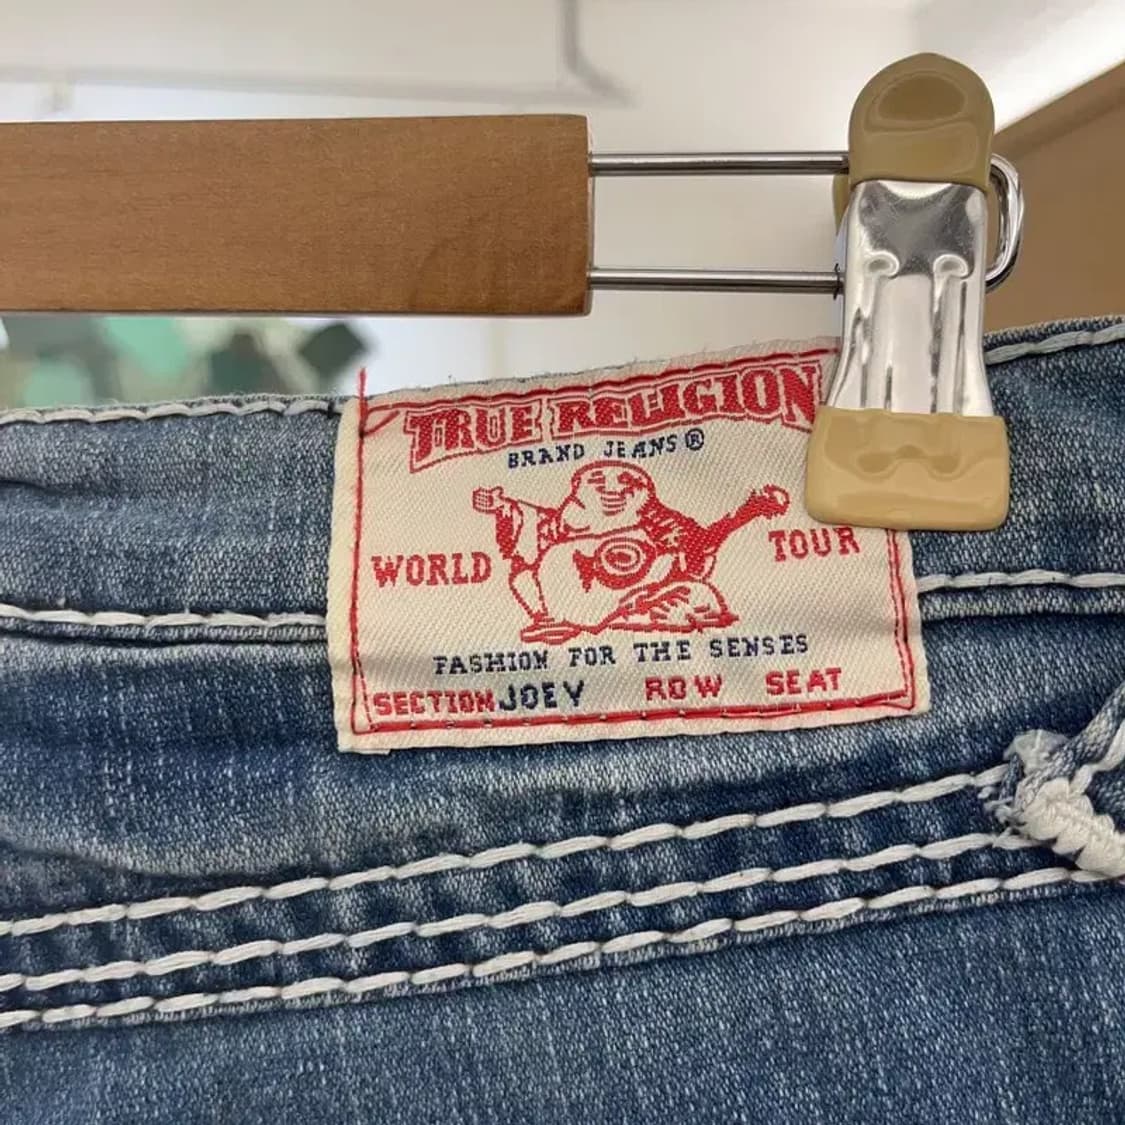 TRUE RELIGION
BRAND JEANS®
WORLD TOUR
FASHION FOR THE SENSES
SECTION JOEY ROW SEAT